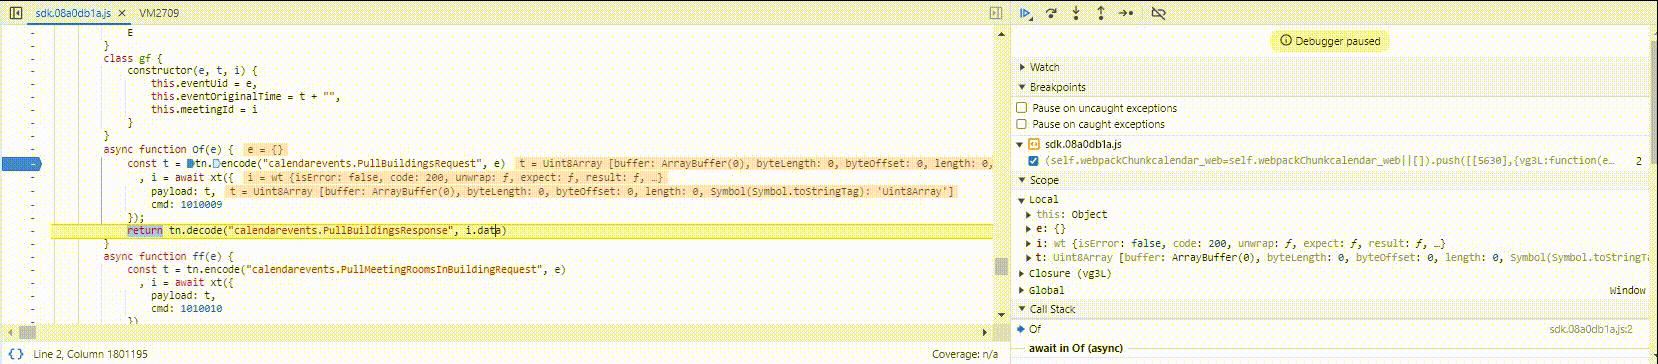 sdk.08a0db1a.js × VM2709
E
}
class gf {
constructor(e, t, i) {
this.eventUid = e,
this.eventOriginalTime = t + "",
this.meetingId = i
}
}
async function Of(e) { e = {}
const t = tn.encode("calendarevents.PullBuildingsRequest", e) t = Uint8Array [buffer: ArrayBuffer(0), byteLength: 0, byteOffset: 0, length: 0,
, i = await xt({ i = wt {isError: false, code: 200, unwrap: ƒ, expect: ƒ, result: ƒ, …}
payload: t, t = Uint8Array [buffer: ArrayBuffer(0), byteLength: 0, byteOffset: 0, length: 0, Symbol(Symbol.toStringTag): 'Uint8Array']
cmd: 1010009
});
return tn.decode("calendarevents.PullBuildingsResponse", i.data)
}
async function ff(e) {
const t = tn.encode("calendarevents.PullMeetingRoomsInBuildingRequest", e)
, i = await xt({
payload: t,
cmd: 1010010
})
{} Line 2, Column 1801195 Coverage: n/a
Debugger paused
Watch
Breakpoints
Pause on uncaught exceptions
Pause on caught exceptions
sdk.08a0db1a.js
(self.webpackChunkcalendar_web=self.webpackChunkcalendar_web||[]).push([[5630],{vg3L:function(e… 2
Scope
Local
this: Object
e: {}
i: wt {isError: false, code: 200, unwrap: ƒ, expect: ƒ, result: ƒ, …}
t: Uint8Array [buffer: ArrayBuffer(0), byteLength: 0, byteOffset: 0, length: 0, Symbol(Symbol.toStringTa
Closure (vg3L)
Global Window
Call Stack
Of sdk.08a0db1a.js:2
await in Of (async)